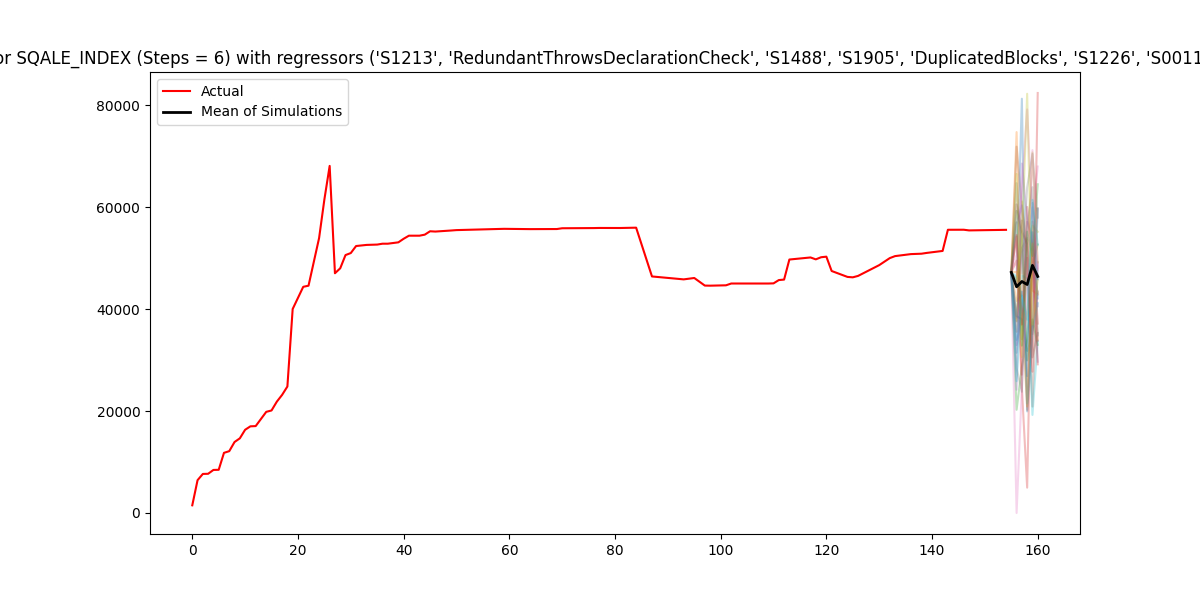 or SQALE_INDEX (Steps = 6) with regressors ('S1213', 'RedundantThrowsDeclarationCheck', 'S1488', 'S1905', 'DuplicatedBlocks', 'S1226', 'S0011
Actual
Mean of Simulations
80000
60000
40000
20000
0
0 20 40 60 80 100 120 140 160